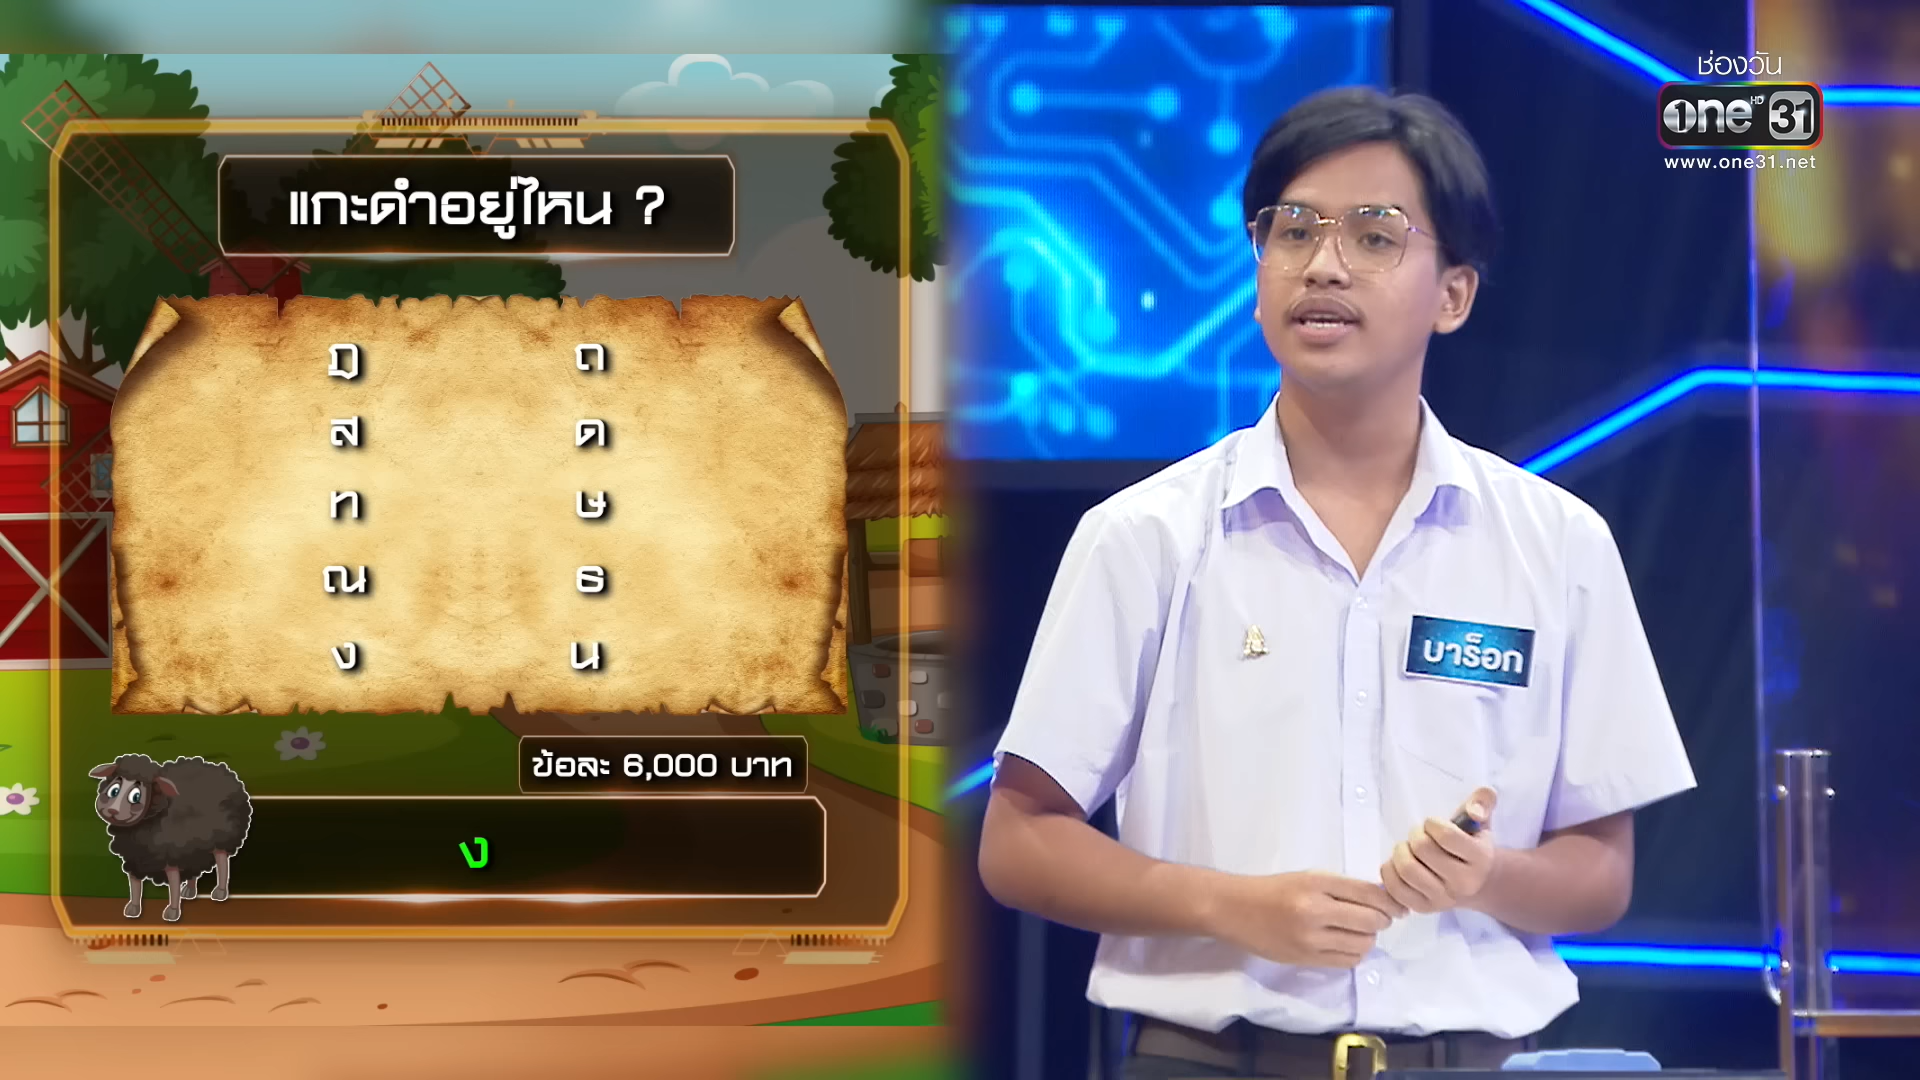 แกะดำอยู่ไหน ?
ฏ ถ
ส ด
ท ษ
ณ ธ
ง น
ข้อละ 6,000 บาท
ง
ช่องวัน
one HD 31
www.one31.net
บาร็อก